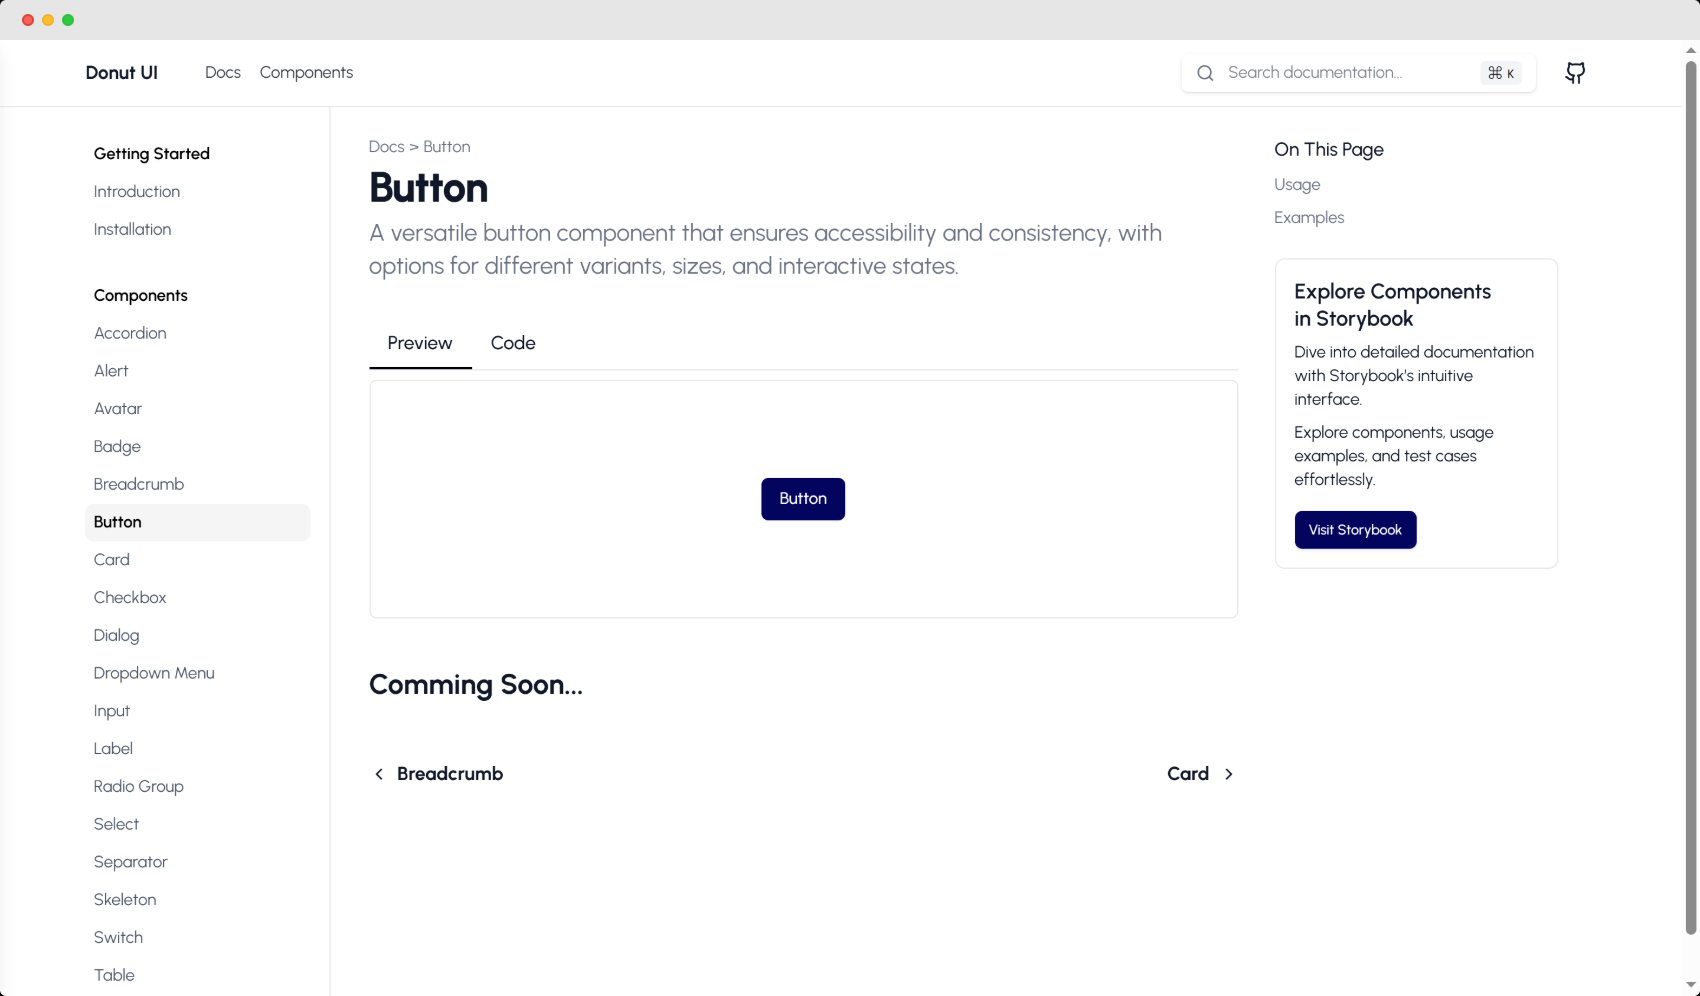 Donut UI
Docs
Components
Search documentation...
⌘ K
Getting Started
Introduction
Installation
Components
Accordion
Alert
Avatar
Badge
Breadcrumb
Button
Card
Checkbox
Dialog
Dropdown Menu
Input
Label
Radio Group
Select
Separator
Skeleton
Switch
Table
Docs > Button
Button
A versatile button component that ensures accessibility and consistency, with
options for different variants, sizes, and interactive states.
Preview
Code
Button
Comming Soon...
Breadcrumb
Card
On This Page
Usage
Examples
Explore Components
in Storybook
Dive into detailed documentation
with Storybook's intuitive
interface.
Explore components, usage
examples, and test cases
effortlessly.
Visit Storybook